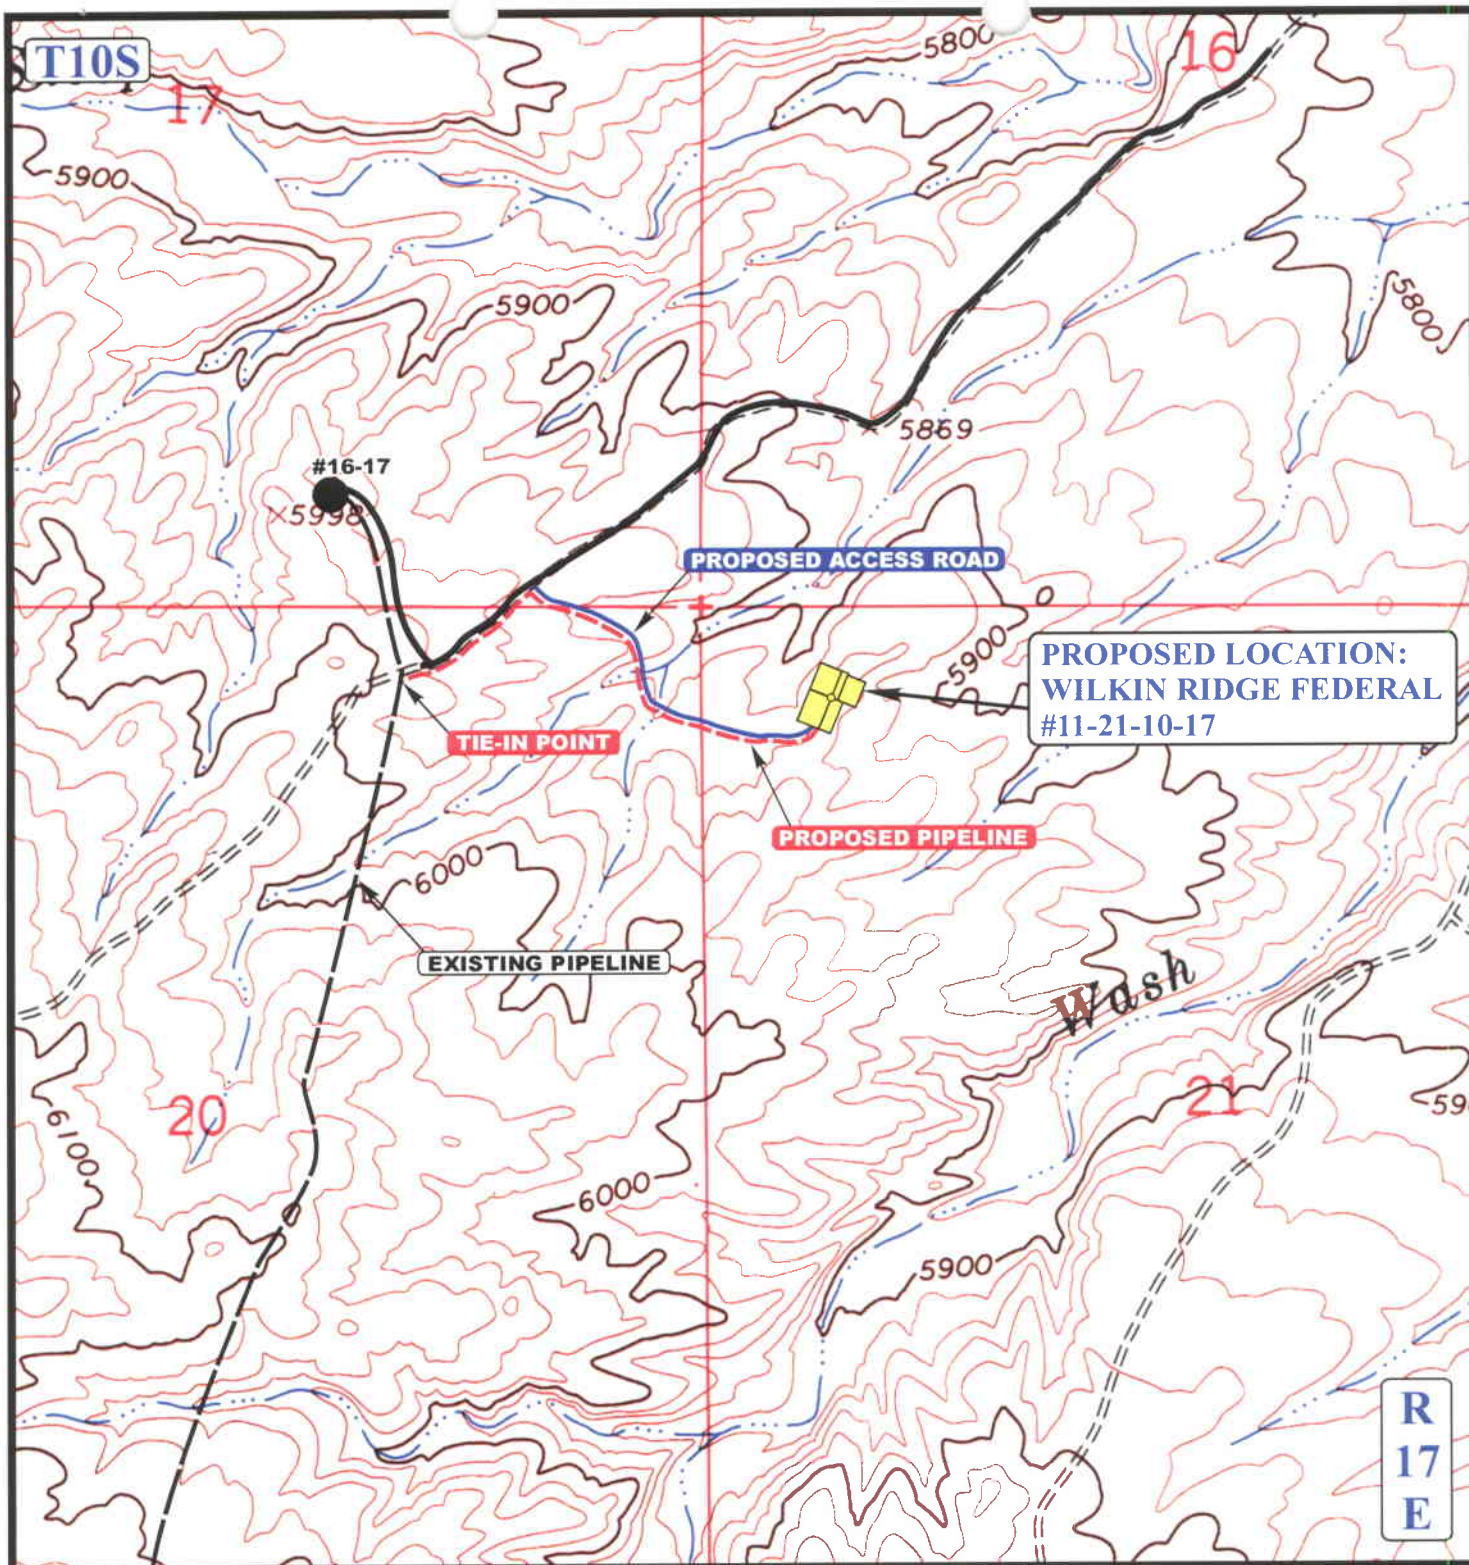 T10S
17
5800
16
5900
5900
5800
5869
#16-17
5998
PROPOSED ACCESS ROAD
5900
PROPOSED LOCATION:
WILKIN RIDGE FEDERAL
#11-21-10-17
TIE-IN POINT
PROPOSED PIPELINE
6000
EXISTING PIPELINE
Wash
20
21
6100
6000
5900
R
17
E